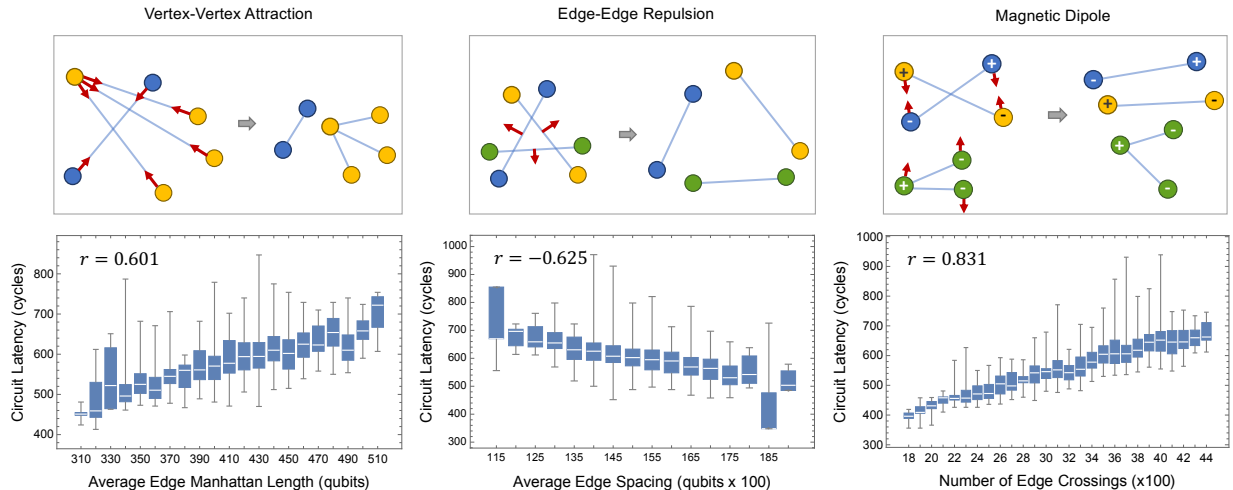 Vertex-Vertex Attraction
Edge-Edge Repulsion
Magnetic Dipole
+
+
-
-
+
-
-
-
+
+
-
+
-
-
-
Circuit Latency (cycles)
800
700
600
500
400
r = 0.601
310 330 350 370 390 410 430 450 470 490 510
Average Edge Manhattan Length (qubits)
Circuit Latency (cycles)
1000
900
800
700
600
500
400
300
r = −0.625
115 125 135 145 155 165 175 185
Average Edge Spacing (qubits x 100)
Circuit Latency (cycles)
1000
900
800
700
600
500
400
300
r = 0.831
18 20 22 24 26 28 30 32 34 36 38 40 42 44
Number of Edge Crossings (x100)